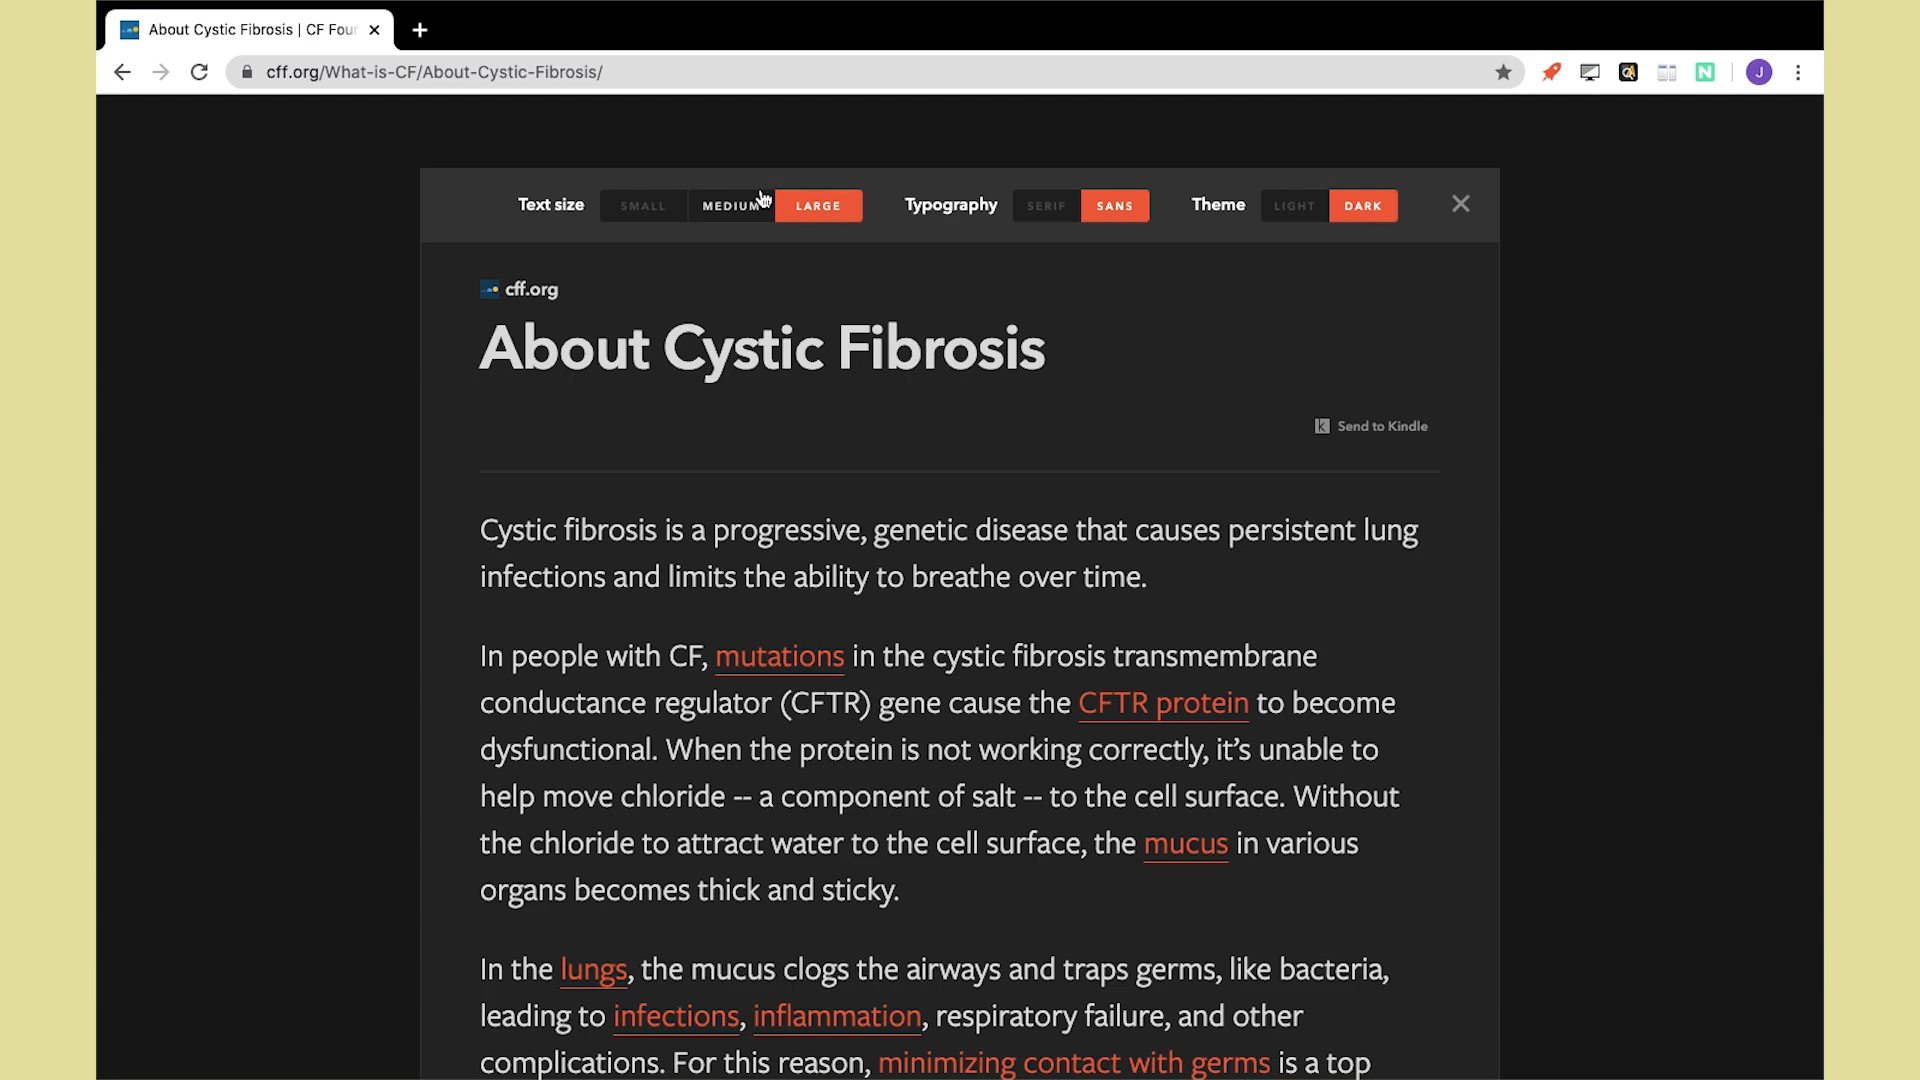 About Cystic Fibrosis | CF Four
cff.org/What-is-CF/About-Cystic-Fibrosis/
J
Text size SMALL MEDIUM LARGE Typography SERIF SANS Theme LIGHT DARK
cff.org
About Cystic Fibrosis
Send to Kindle
Cystic fibrosis is a progressive, genetic disease that causes persistent lung
infections and limits the ability to breathe over time.
In people with CF, mutations in the cystic fibrosis transmembrane
conductance regulator (CFTR) gene cause the CFTR protein to become
dysfunctional. When the protein is not working correctly, it’s unable to
help move chloride -- a component of salt -- to the cell surface. Without
the chloride to attract water to the cell surface, the mucus in various
organs becomes thick and sticky.
In the lungs, the mucus clogs the airways and traps germs, like bacteria,
leading to infections, inflammation, respiratory failure, and other
complications. For this reason, minimizing contact with germs is a top